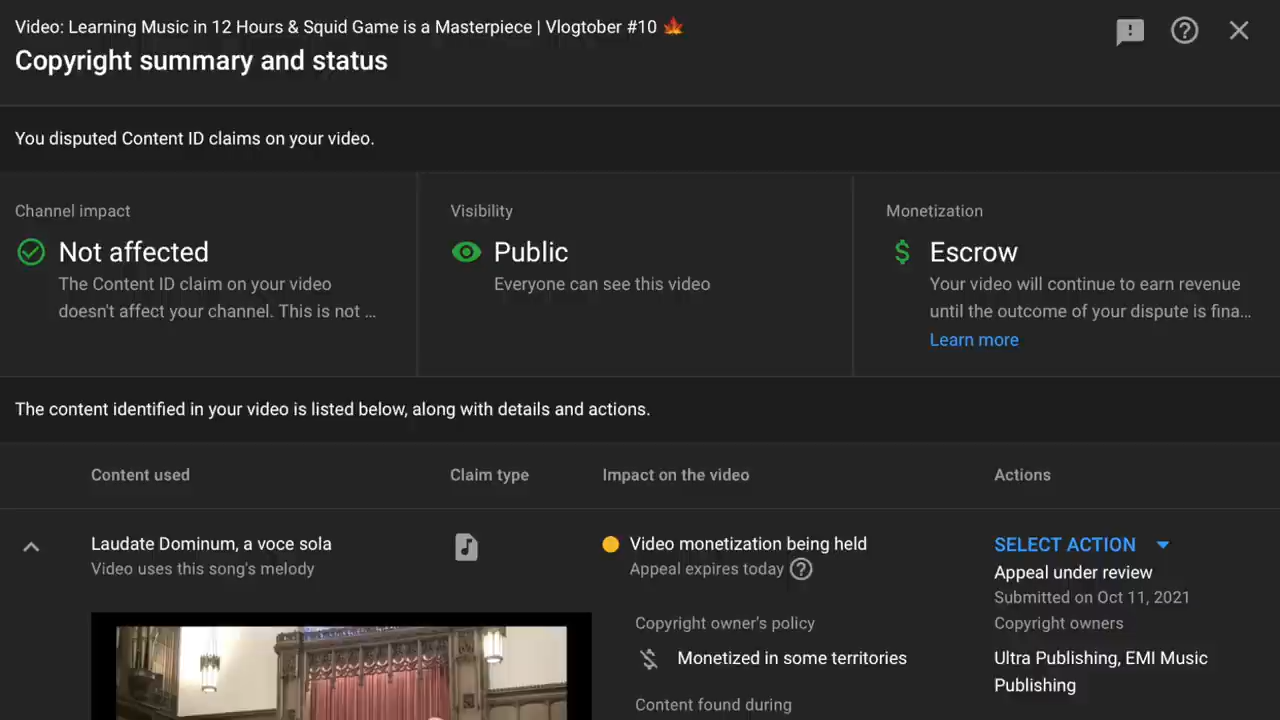 Video: Learning Music in 12 Hours & Squid Game is a Masterpiece | Vlogtober #10 🍁
Copyright summary and status
You disputed Content ID claims on your video.
Channel impact
Not affected
The Content ID claim on your video
doesn't affect your channel. This is not ...
Visibility
Public
Everyone can see this video
Monetization
Escrow
Your video will continue to earn revenue
until the outcome of your dispute is fina...
Learn more
The content identified in your video is listed below, along with details and actions.
Content used
Claim type
Impact on the video
Actions
Laudate Dominum, a voce sola
Video uses this song's melody
Video monetization being held
Appeal expires today
Copyright owner's policy
Monetized in some territories
Content found during
SELECT ACTION
Appeal under review
Submitted on Oct 11, 2021
Copyright owners
Ultra Publishing, EMI Music
Publishing